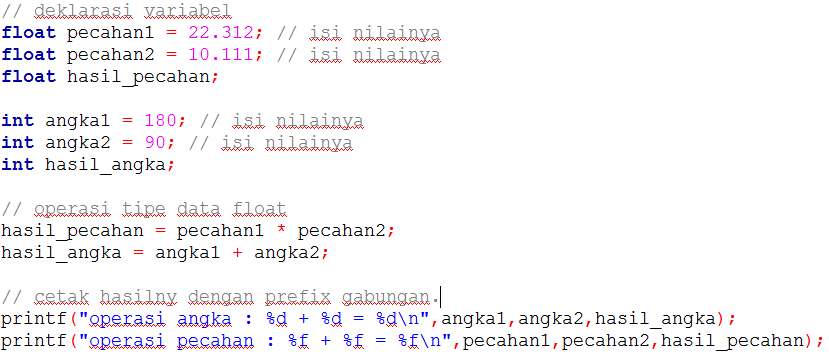 // deklarasi variabel
float pecahan1 = 22.312; // isi nilainya
float pecahan2 = 10.111; // isi nilainya
float hasil_pecahan;
int angka1 = 180; // isi nilainya
int angka2 = 90; // isi nilainya
int hasil_angka;
// operasi tipe data float
hasil_pecahan = pecahan1 * pecahan2;
hasil_angka = angka1 + angka2;
// cetak hasilny dengan prefix gabungan.
printf("operasi angka : %d + %d = %d\n",angka1,angka2,hasil_angka);
printf("operasi pecahan : %f + %f = %f\n",pecahan1,pecahan2,hasil_pecahan);